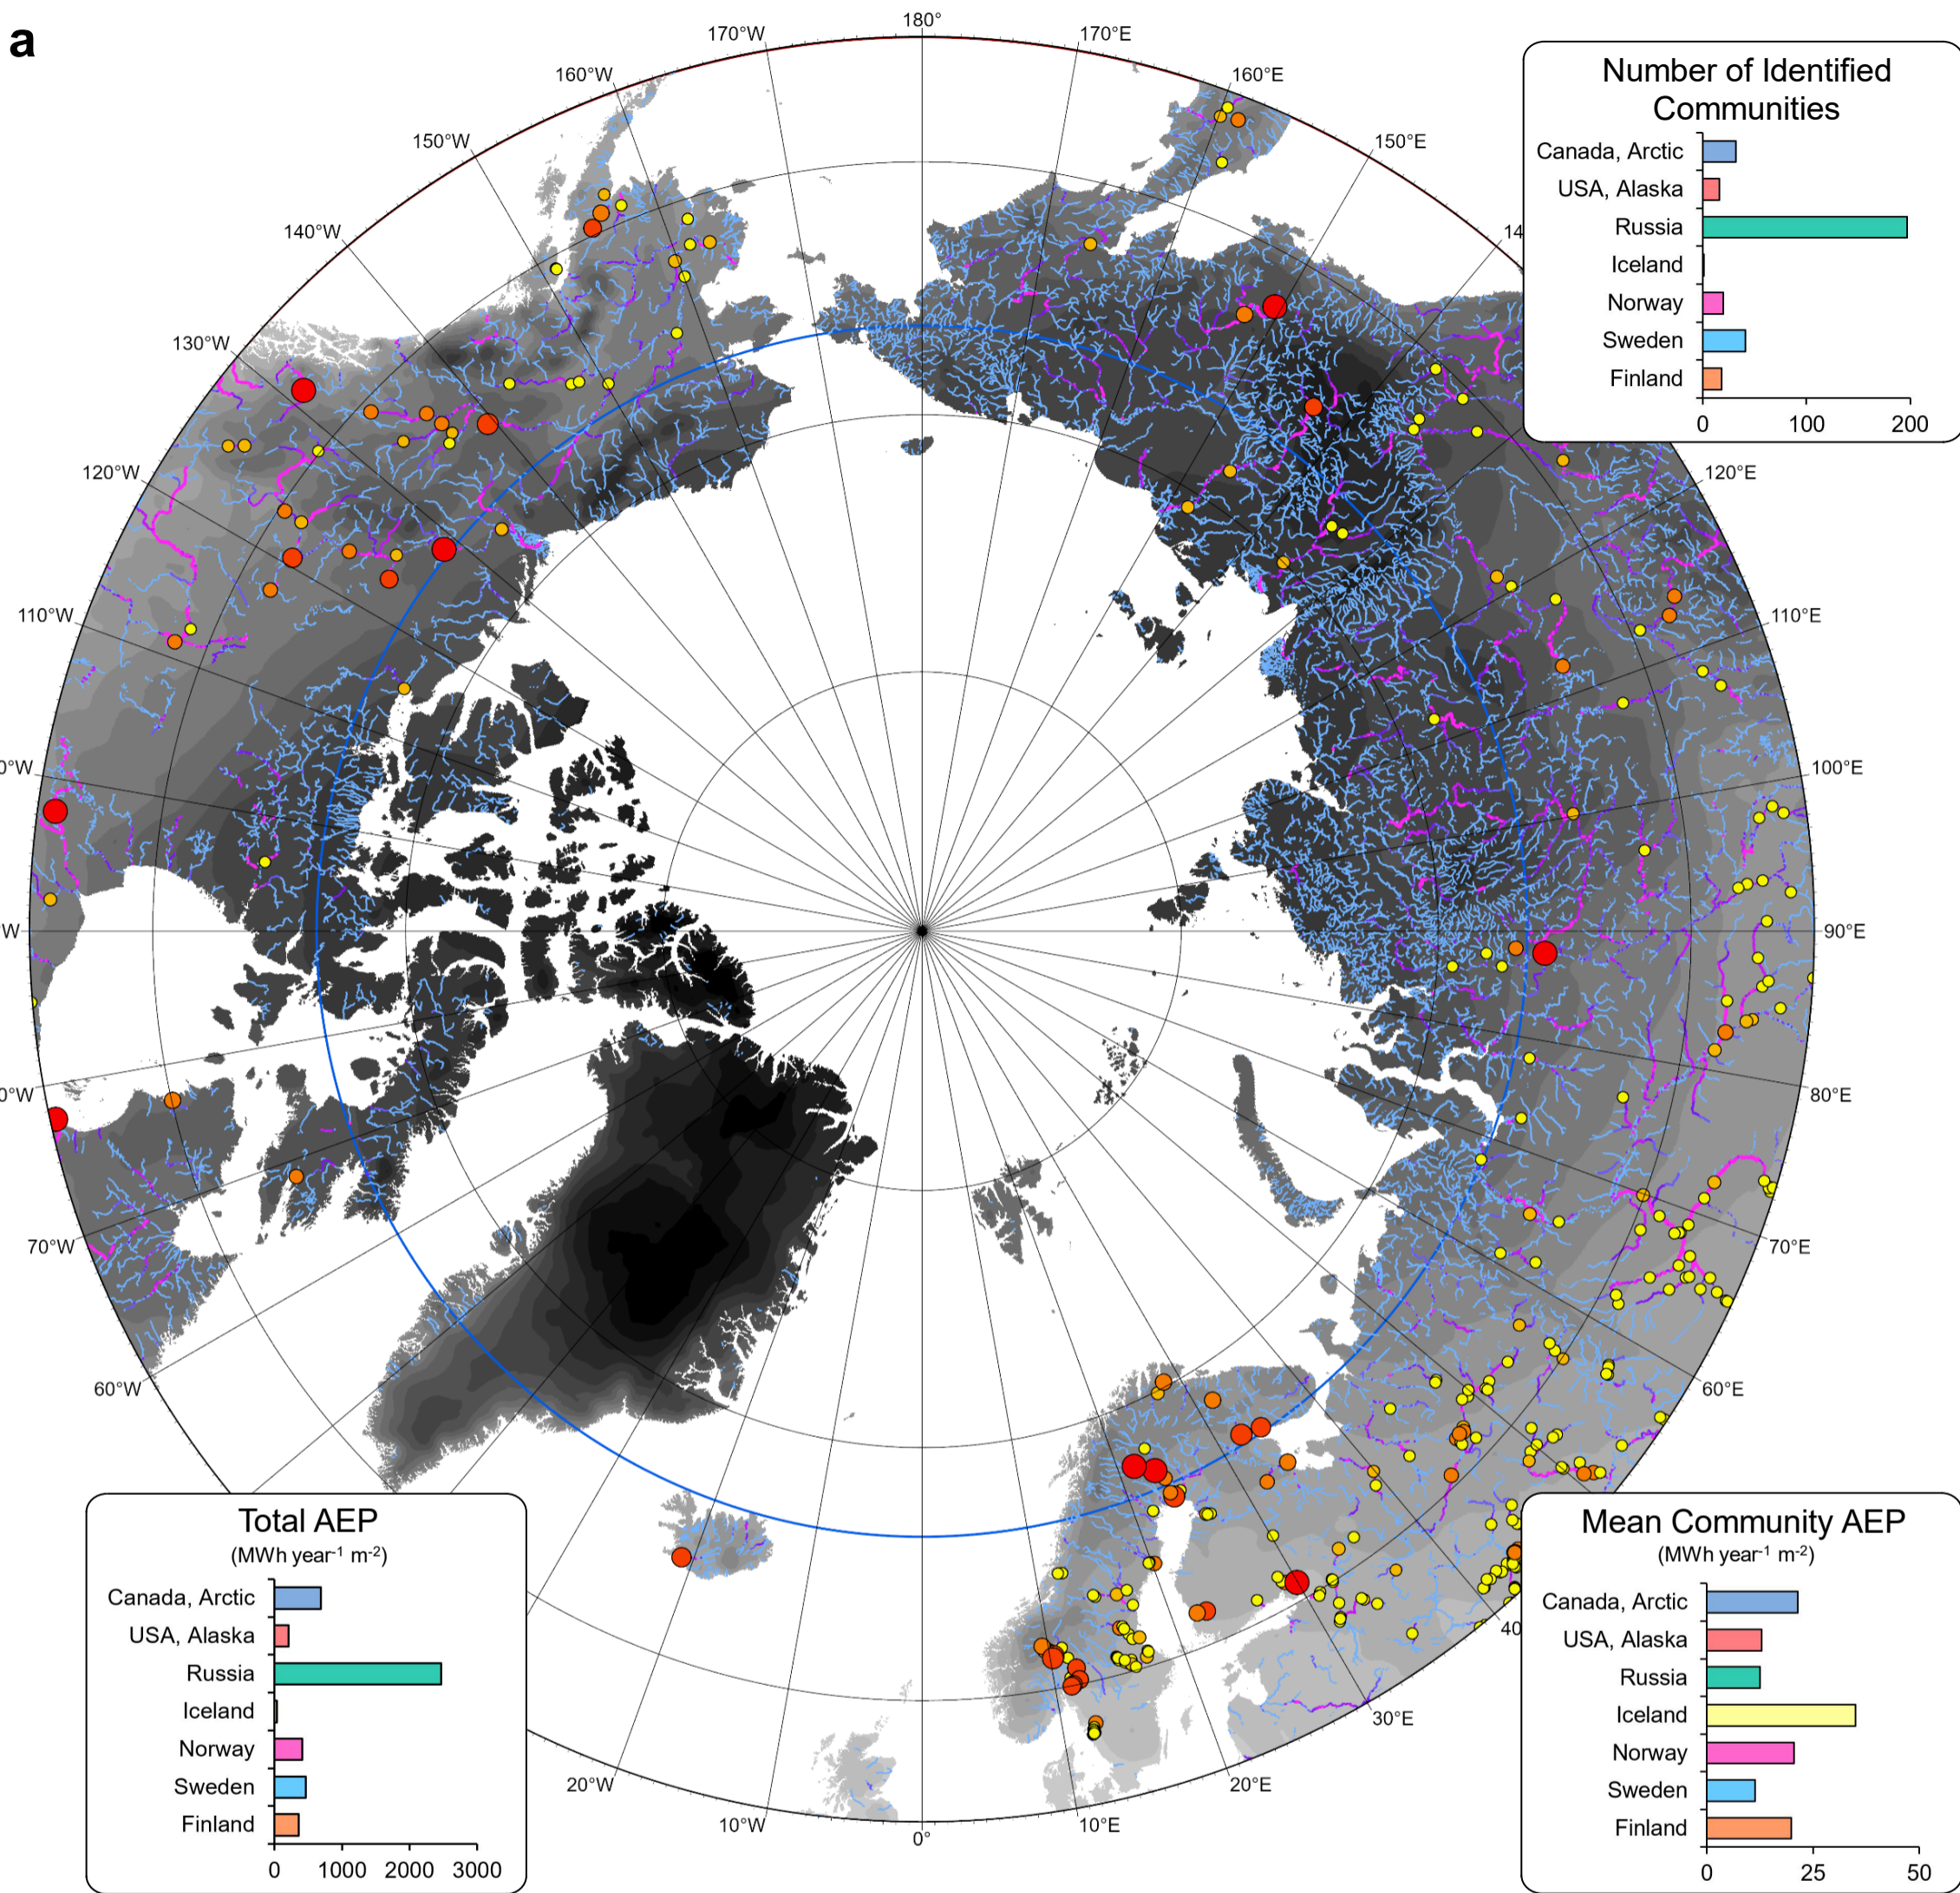 a
180°
170°W
170°E
160°W
160°E
150°W
150°E
140°W
14
130°W
120°W
120°E
110°W
110°E
0°W
100°E
°W
90°E
0°W
80°E
70°W
70°E
60°W
60°E
40
30°E
20°W
20°E
10°W
10°E
0°
Number of Identified
Communities
Canada, Arctic
USA, Alaska
Russia
Iceland
Norway
Sweden
Finland
0 100 200
Total AEP
(MWh year-1 m-2)
Canada, Arctic
USA, Alaska
Russia
Iceland
Norway
Sweden
Finland
0 1000 2000 3000
Mean Community AEP
(MWh year-1 m-2)
Canada, Arctic
USA, Alaska
Russia
Iceland
Norway
Sweden
Finland
0 25 50